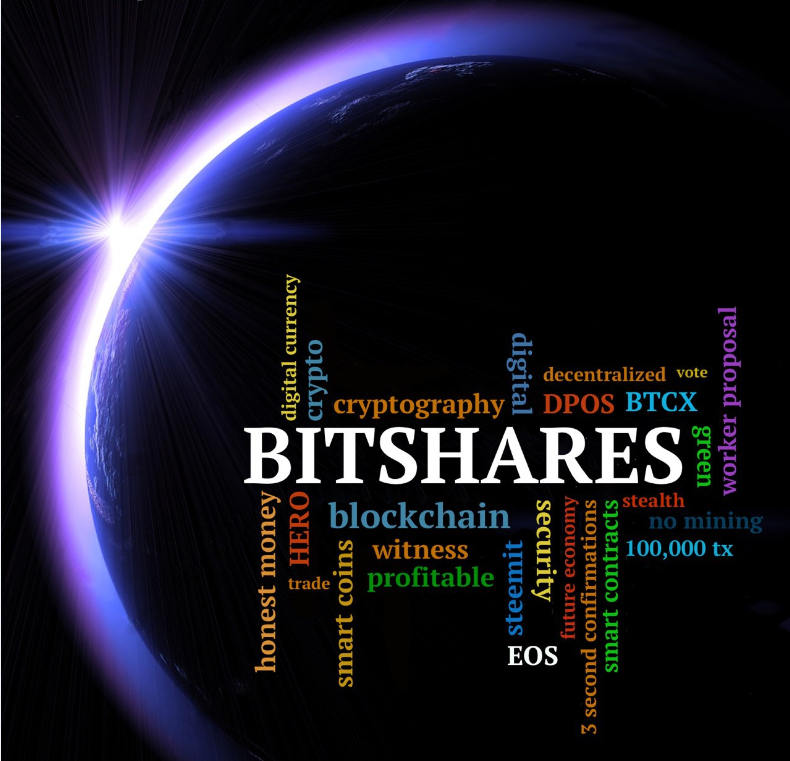 digital currency
crypto
cryptography
digital
decentralized
vote
DPOS
BTCX
worker proposal
BITSHARES
green
honest money
HERO
blockchain
security
future economy
3 second confirmations
smart contracts
stealth
no mining
100,000 tx
witness
trade
smart coins
profitable
steemit
EOS